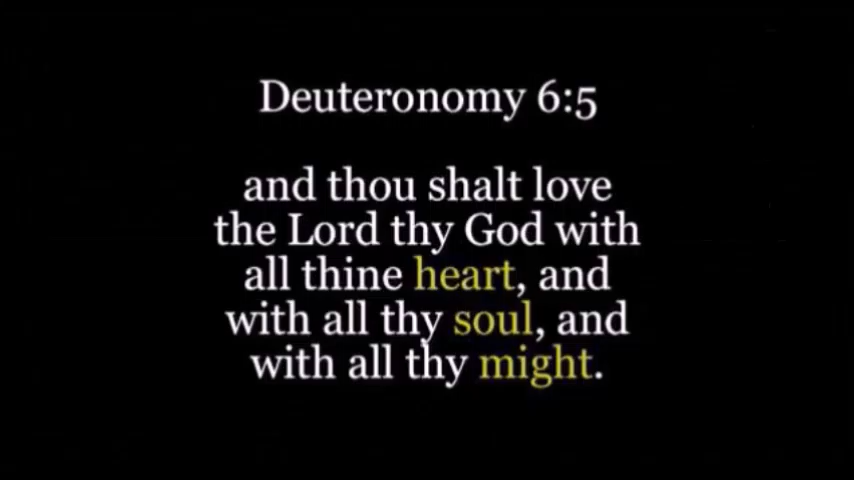 Deuteronomy 6:5
and thou shalt love
the Lord thy God with
all thine heart, and
with all thy soul, and
with all thy might.